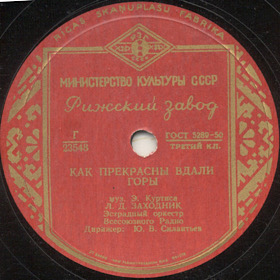 RIGAS SKAŅUPLAŠU FABRIKA
МИНИСТЕРСТВО КУЛЬТУРЫ СССР
Рижский завод
Г
23548
ГОСТ 5289-50
ТРЕТИЙ КЛ.
КАК ПРЕКРАСНЫ ВДАЛИ
ГОРЫ
муз. Э. Куртиса
Л. Д. ЗАХОДНИК
Эстрадный оркестр
Всесоюзного Радио
Дирижер: Ю. В. Силантьев